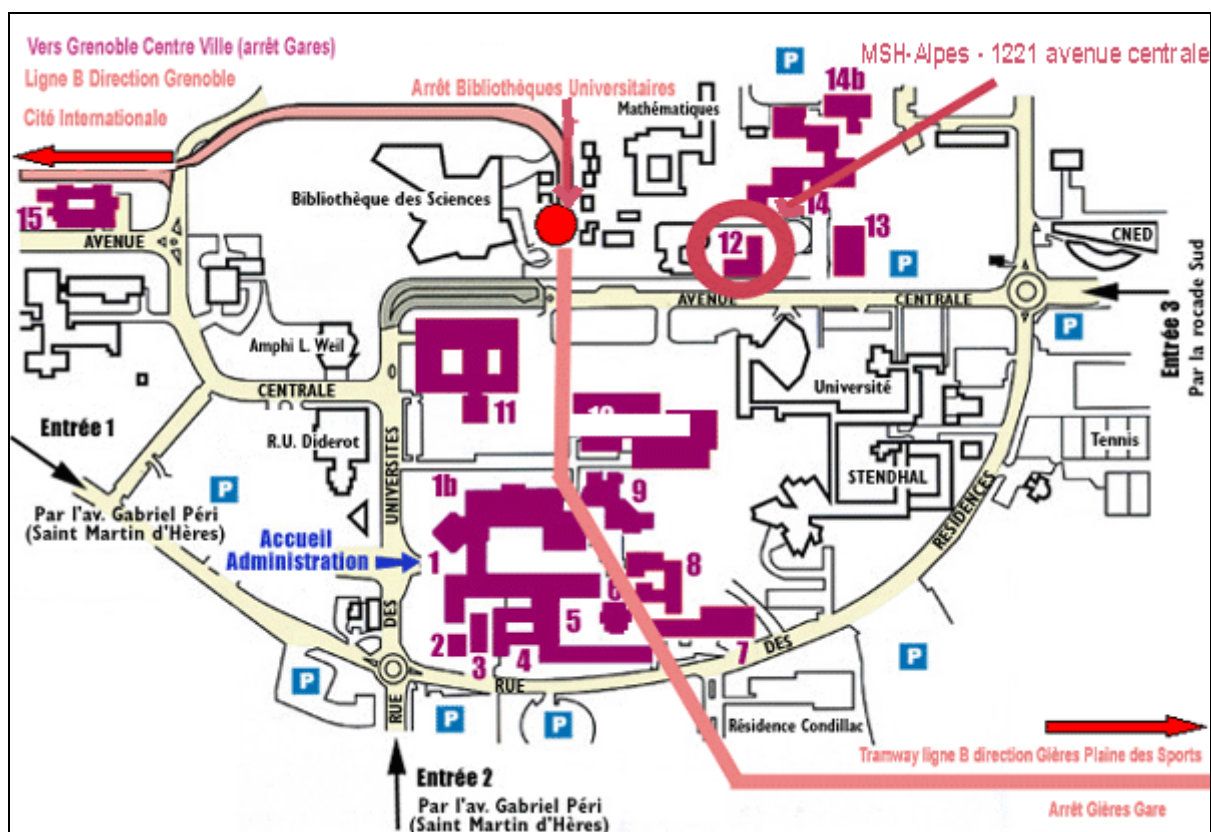 Vers Grenoble Centre Ville (arrêt Gares)
Ligne B Direction Grenoble
Cité Internationale
Arrêt Bibliothèques Universitaires
MSH-Alpes - 1221 avenue centrale
P
14b
Mathématiques
Bibliothèque des Sciences
15
AVENUE
14
12
13
P
CNED
AVENUE
CENTRALE
P
Entrée 3
Par la rocade Sud
Amphi L. Weil
CENTRALE
Université
11
10
Entrée 1
R.U. Diderot
Tennis
UNIVERSITES
STENDHAL
P
1b
9
RESIDENCES
Par l'av. Gabriel Péri
(Saint Martin d'Hères)
Accueil
Administration
1
8
6
DES
2
3
4
5
7
DES
P
RUE
P
RUE
P
P
Résidence Condillac
Tramway ligne B direction Gières Plaine des Sports
Entrée 2
Par l'av. Gabriel Péri
(Saint Martin d'Hères)
Arrêt Gières Gare